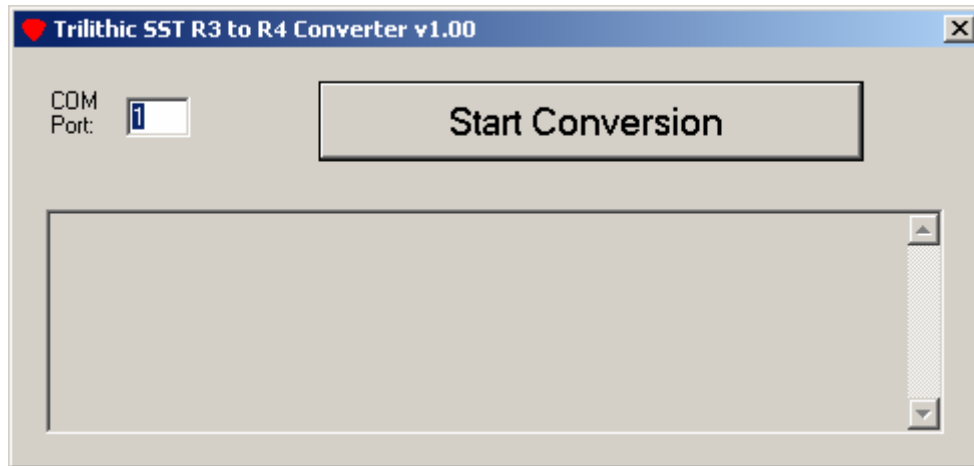 Trilithic SST R3 to R4 Converter v1.00
COM
Port:
1
Start Conversion